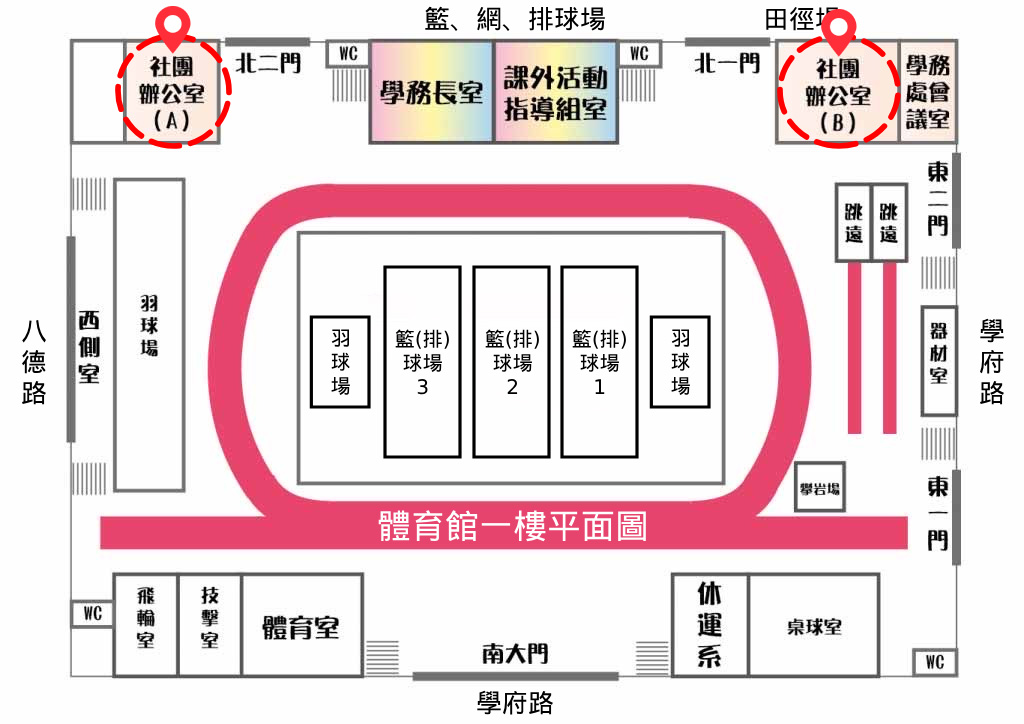 籃、網、排球場
田徑場
社團
辦公室
(A)
北二門
WC
學務長室
課外活動
指導組室
WC
北一門
社團
辦公室
(B)
學務
處會
議室
東
二
門
跳
遠
跳
遠
羽
球
場
西
側
室
八
德
路
羽
球
場
籃(排)
球場
3
籃(排)
球場
2
籃(排)
球場
1
羽
球
場
器
材
室
學
府
路
攀岩場
東
一
門
體育館一樓平面圖
WC
飛
輪
室
技
擊
室
體育室
南大門
學府路
休
運
系
桌球室
WC